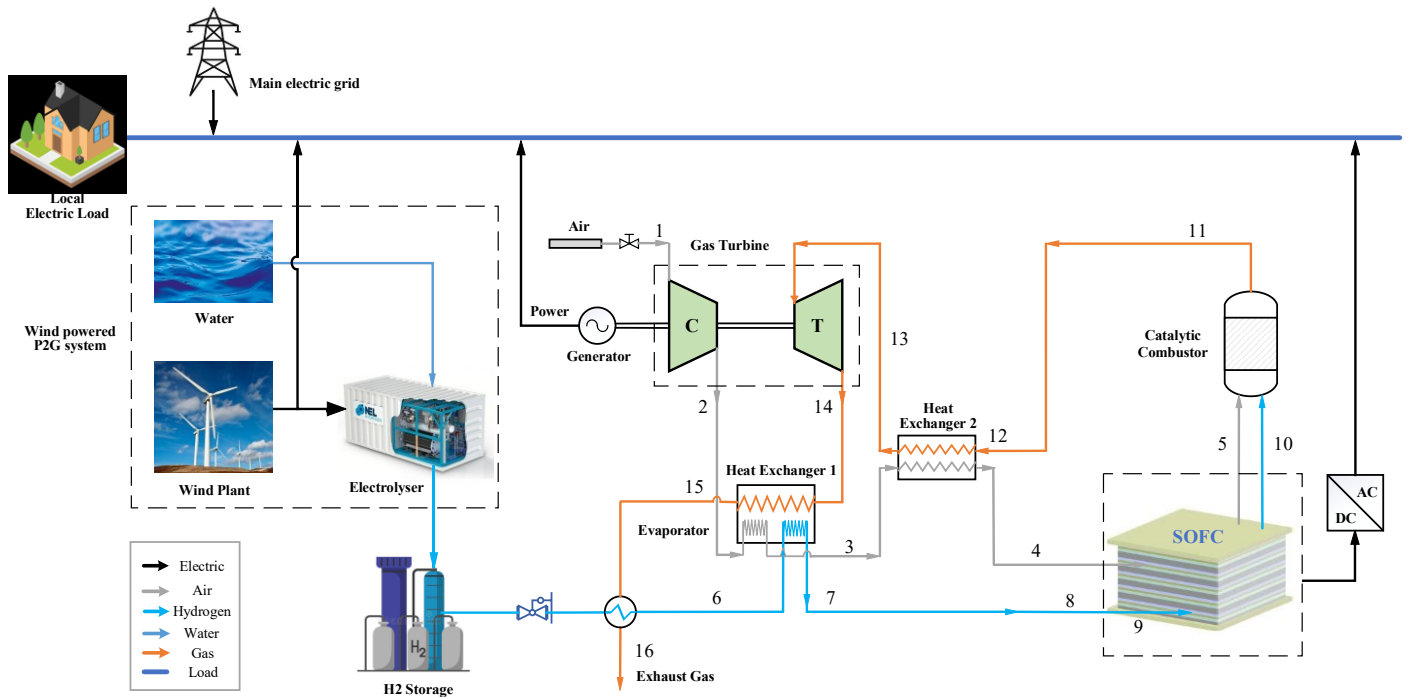 Main electric grid
Local
Electric Load
Air
1
Gas Turbine
11
Water
Wind powered
P2G system
Power
Generator
C
T
13
Catalytic
Combustor
2
14
Heat
Exchanger 2
12
5
10
NEL
Wind Plant
Electrolyser
Heat Exchanger 1
15
Evaporator
3
4
SOFC
AC
DC
Electric
Air
Hydrogen
Water
Gas
Load
6
7
8
9
H2
16
H2 Storage
Exhaust Gas